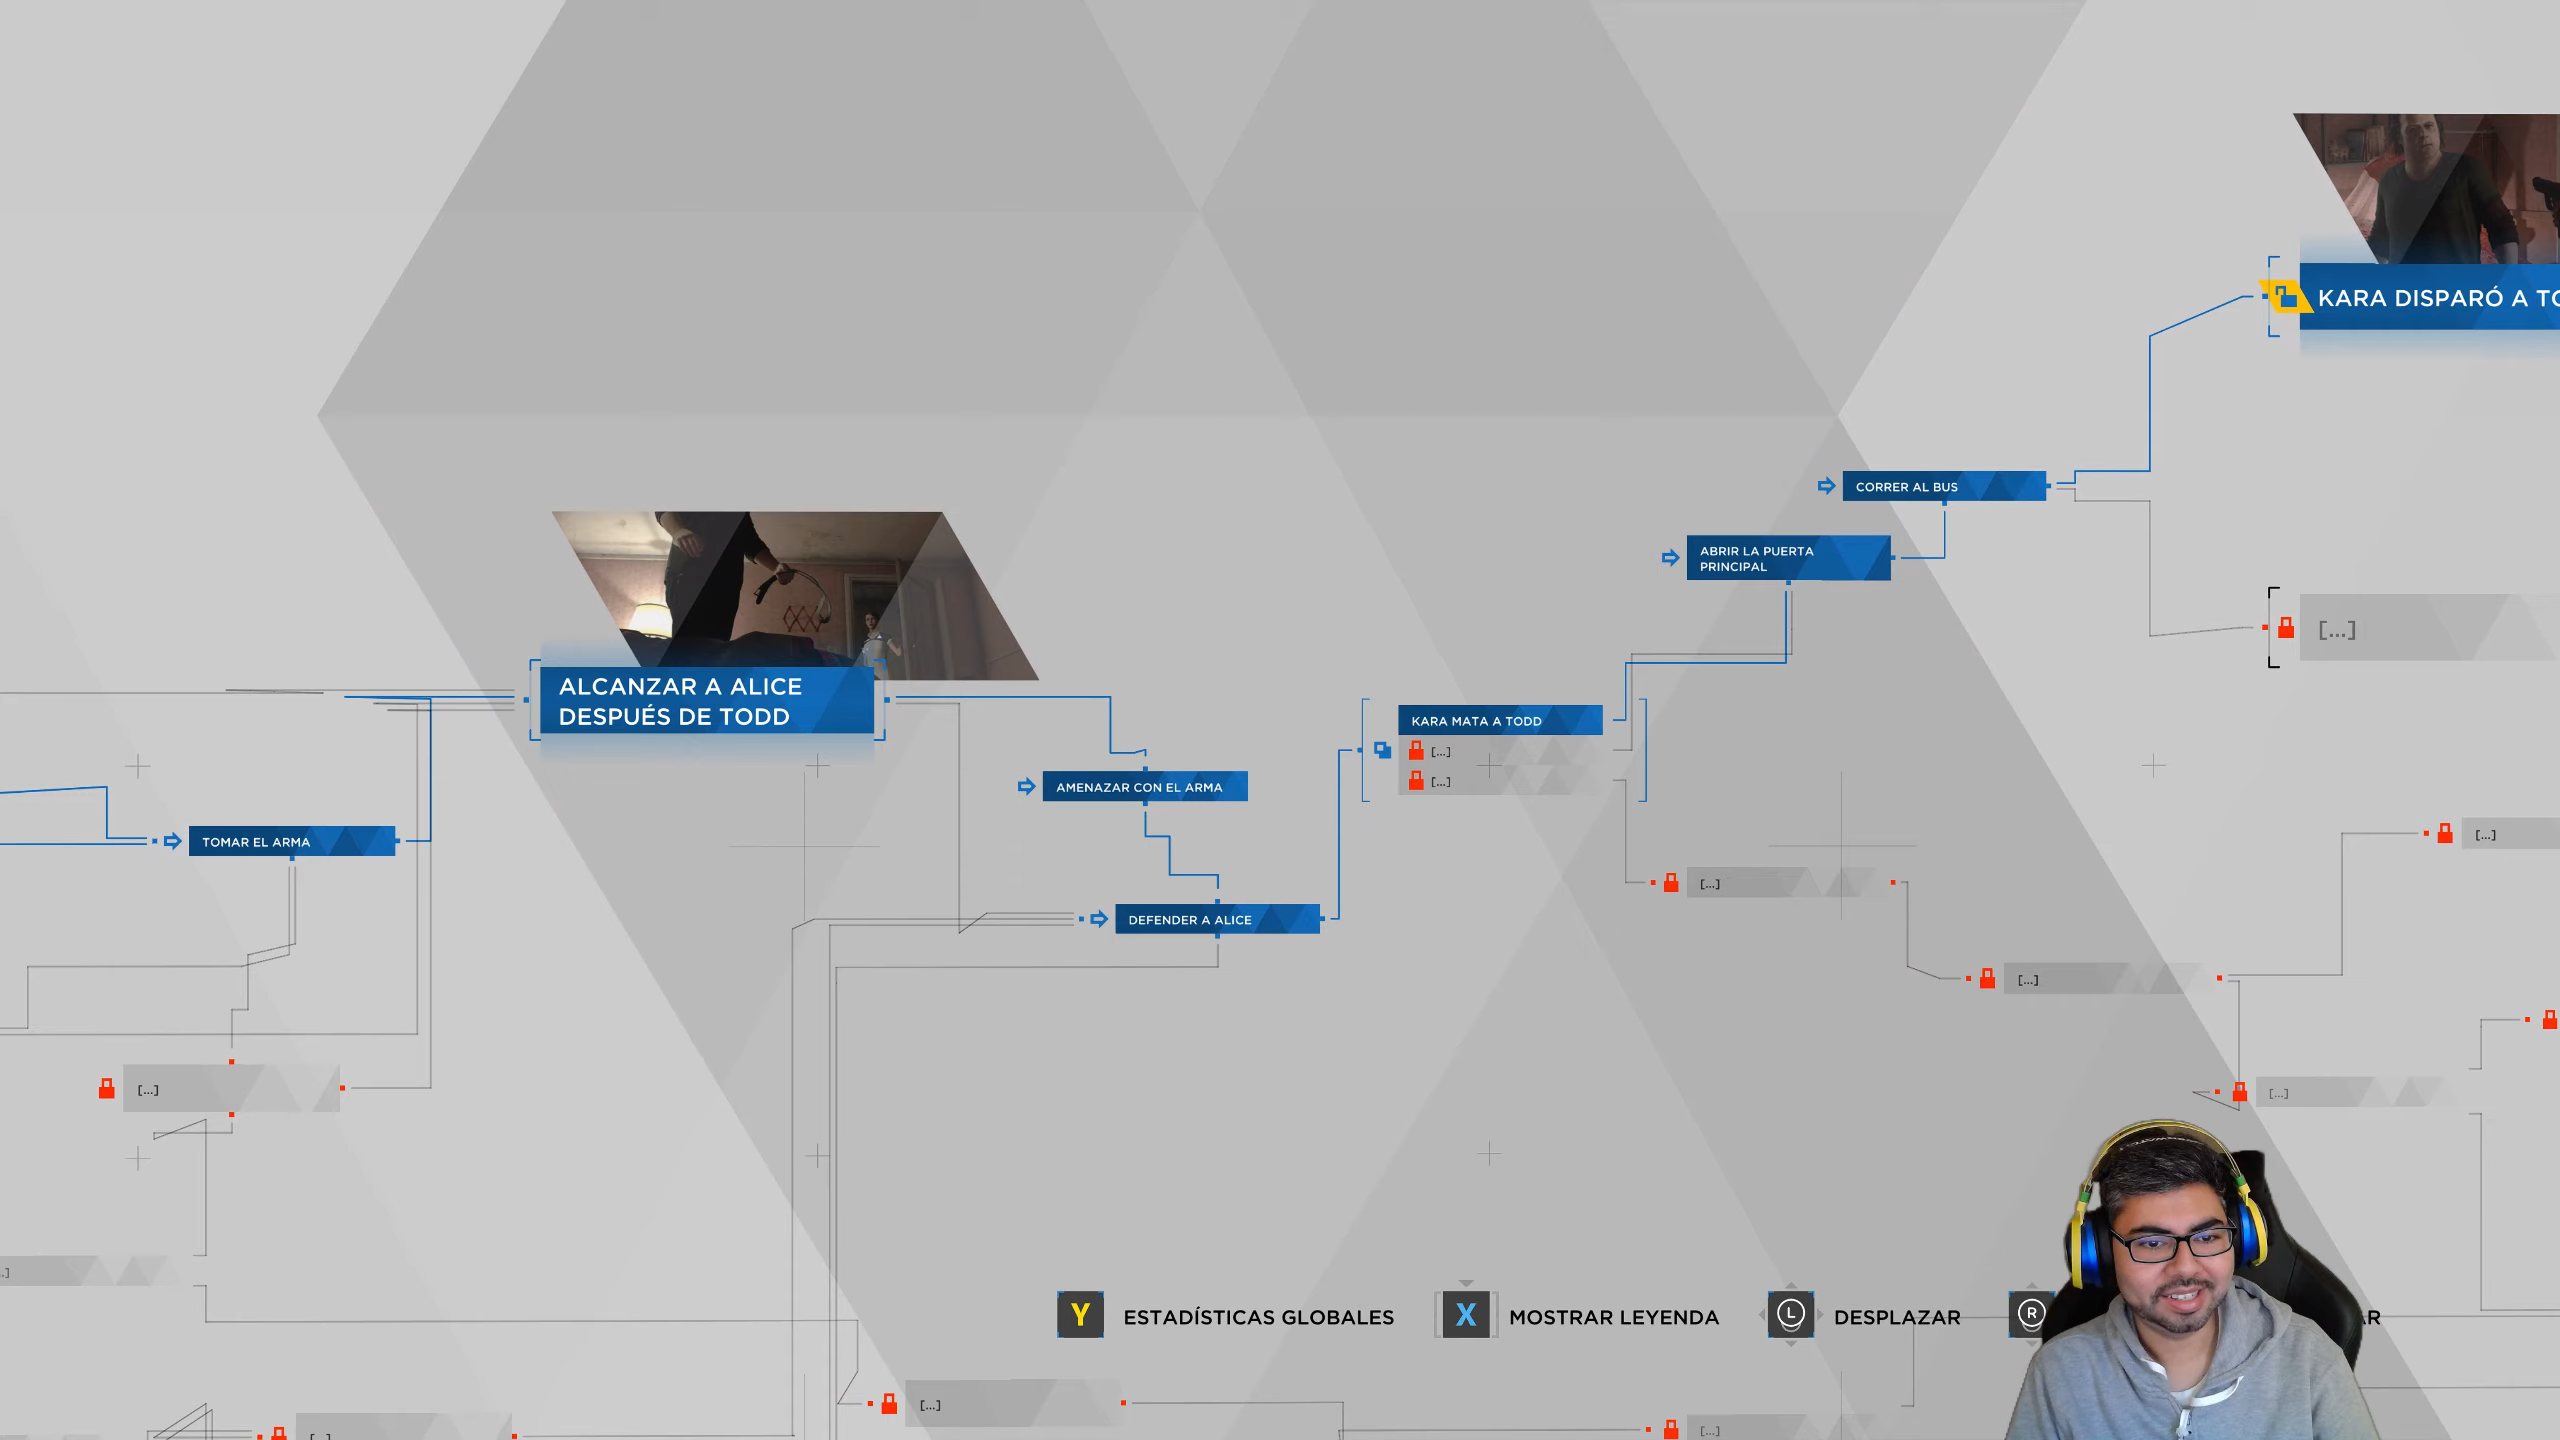 KARA DISPARÓ A TO
CORRER AL BUS
ABRIR LA PUERTA
PRINCIPAL
[...]
ALCANZAR A ALICE
DESPUÉS DE TODD
KARA MATA A TODD
[...]
[...]
AMENAZAR CON EL ARMA
TOMAR EL ARMA
[...]
[...]
DEFENDER A ALICE
[...]
[...]
[...]
..]
Y ESTADÍSTICAS GLOBALES X MOSTRAR LEYENDA L DESPLAZAR R AR
[...]
[...]
[...]